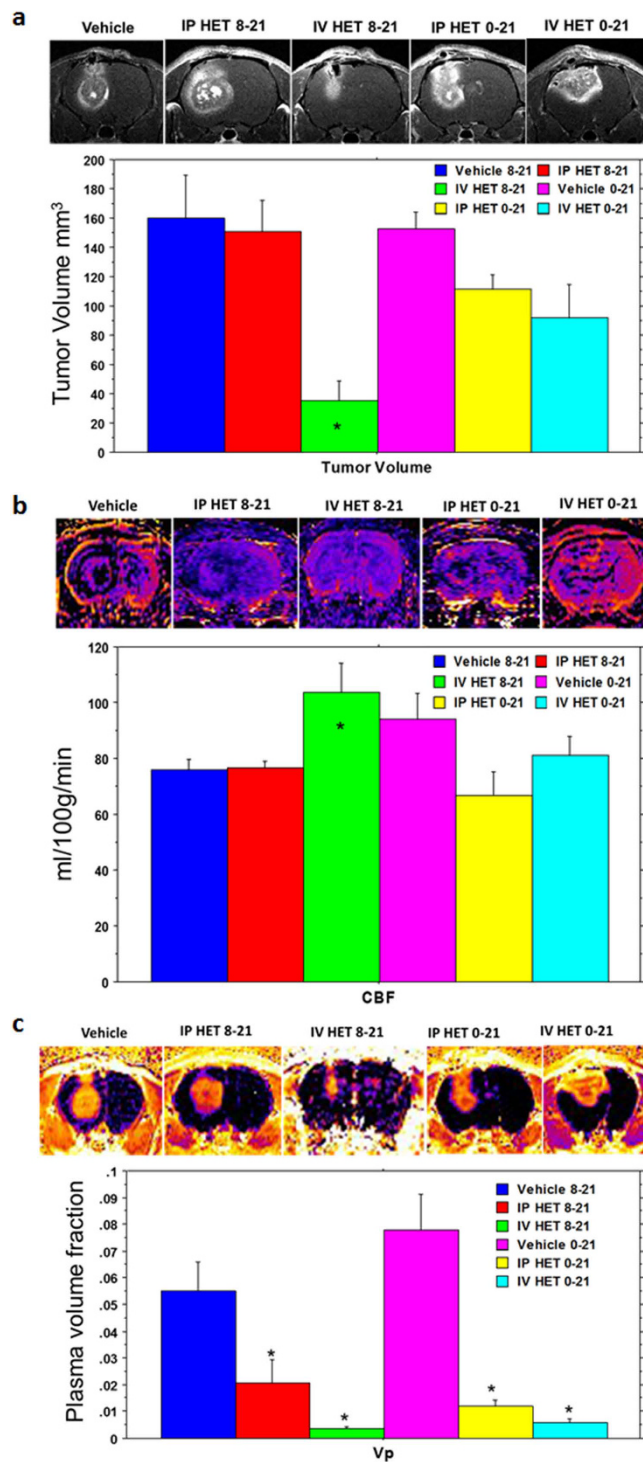 a
Vehicle IP HET 8-21 IV HET 8-21 IP HET 0-21 IV HET 0-21
200
180
160
140
120
100
80
60
40
20
0
Tumor Volume mm³
Vehicle 8-21 IP HET 8-21
IV HET 8-21 Vehicle 0-21
IP HET 0-21 IV HET 0-21
*
Tumor Volume
b
Vehicle IP HET 8-21 IV HET 8-21 IP HET 0-21 IV HET 0-21
120
100
80
60
40
20
0
ml/100g/min
Vehicle 8-21 IP HET 8-21
IV HET 8-21 Vehicle 0-21
IP HET 0-21 IV HET 0-21
*
CBF
c
Vehicle IP HET 8-21 IV HET 8-21 IP HET 0-21 IV HET 0-21
.1
.09
.08
.07
.06
.05
.04
.03
.02
.01
0
Plasma volume fraction
Vehicle 8-21
IP HET 8-21
IV HET 8-21
Vehicle 0-21
IP HET 0-21
IV HET 0-21
* * * *
Vp